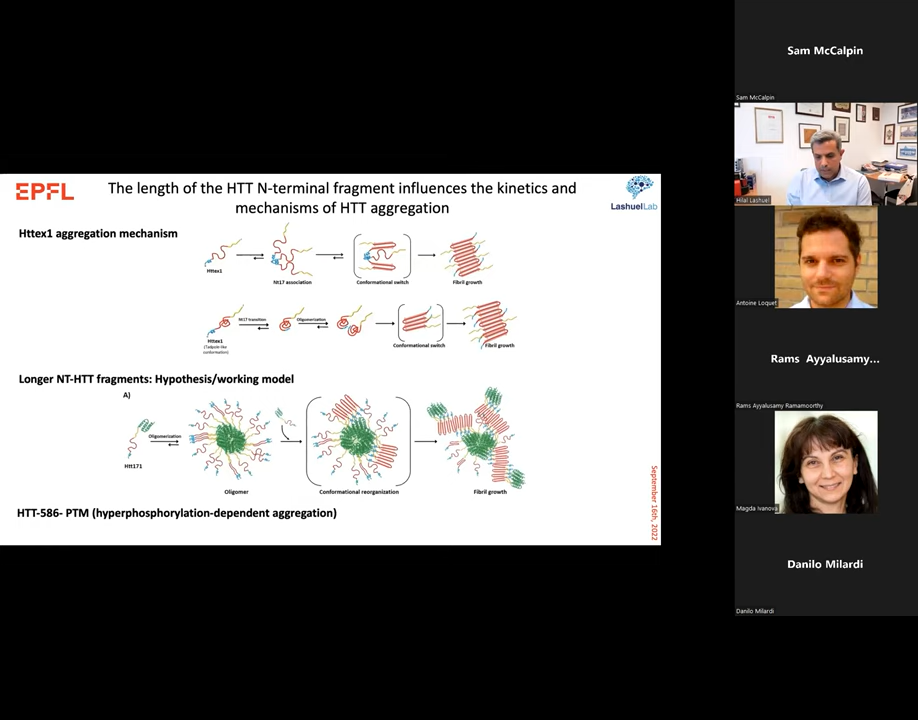 EPFL
The length of the HTT N-terminal fragment influences the kinetics and
mechanisms of HTT aggregation
LashuelLab
Httex1 aggregation mechanism
Httex1
Nt17 association
Conformational switch
Fibril growth
Nt17 transition
Oligomerization
Httex1
(Tadpole-like
conformation)
Conformational switch
Fibril growth
Longer NT-HTT fragments: Hypothesis/working model
A)
Oligomerization
Htt171
Oligomer
Conformational reorganization
Fibril growth
HTT-586- PTM (hyperphosphorylation-dependent aggregation)
September 16th, 2022
Sam McCalpin
Sam McCalpin
Hilal Lashuel
Antoine Loquet
Rams Ayyalusamy...
Rams Ayyalusamy Ramamoorthy
Magda Ivanova
Danilo Milardi
Danilo Milardi